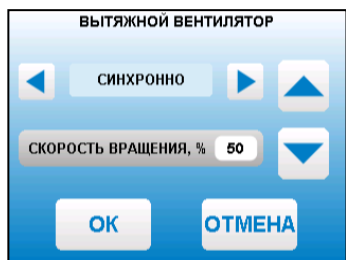 ВЫТЯЖНОЙ ВЕНТИЛЯТОР
СИНХРОННО
СКОРОСТЬ ВРАЩЕНИЯ, % 50
ОК ОТМЕНА